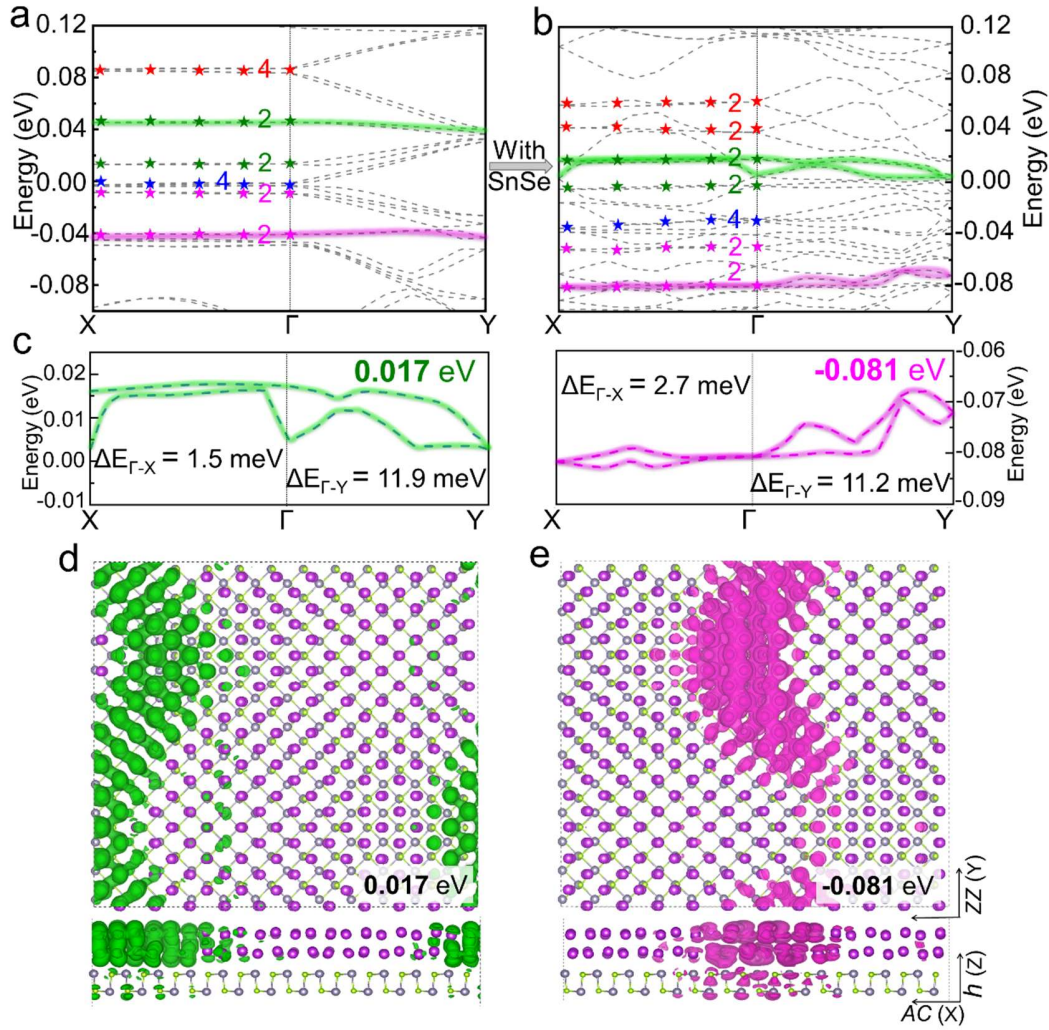 a
b
0.12
0.08
0.04
0.00
-0.04
-0.08
Energy (eV)
4
2
2
4
2
2
X
Γ
Y
With
SnSe
2
2
2
2
4
2
2
0.12
0.08
0.04
0.00
-0.04
-0.08
Energy (eV)
X
Γ
Y
c
0.02
0.01
0.00
-0.01
Energy (eV)
0.017 eV
ΔEΓ-X = 1.5 meV
ΔEΓ-Y = 11.9 meV
X
Γ
Y
-0.081 eV
ΔEΓ-X = 2.7 meV
ΔEΓ-Y = 11.2 meV
-0.06
-0.07
-0.08
-0.09
Energy (eV)
X
Γ
Y
d
0.017 eV
e
-0.081 eV
ZZ (Y)
h (Z)
AC (X)